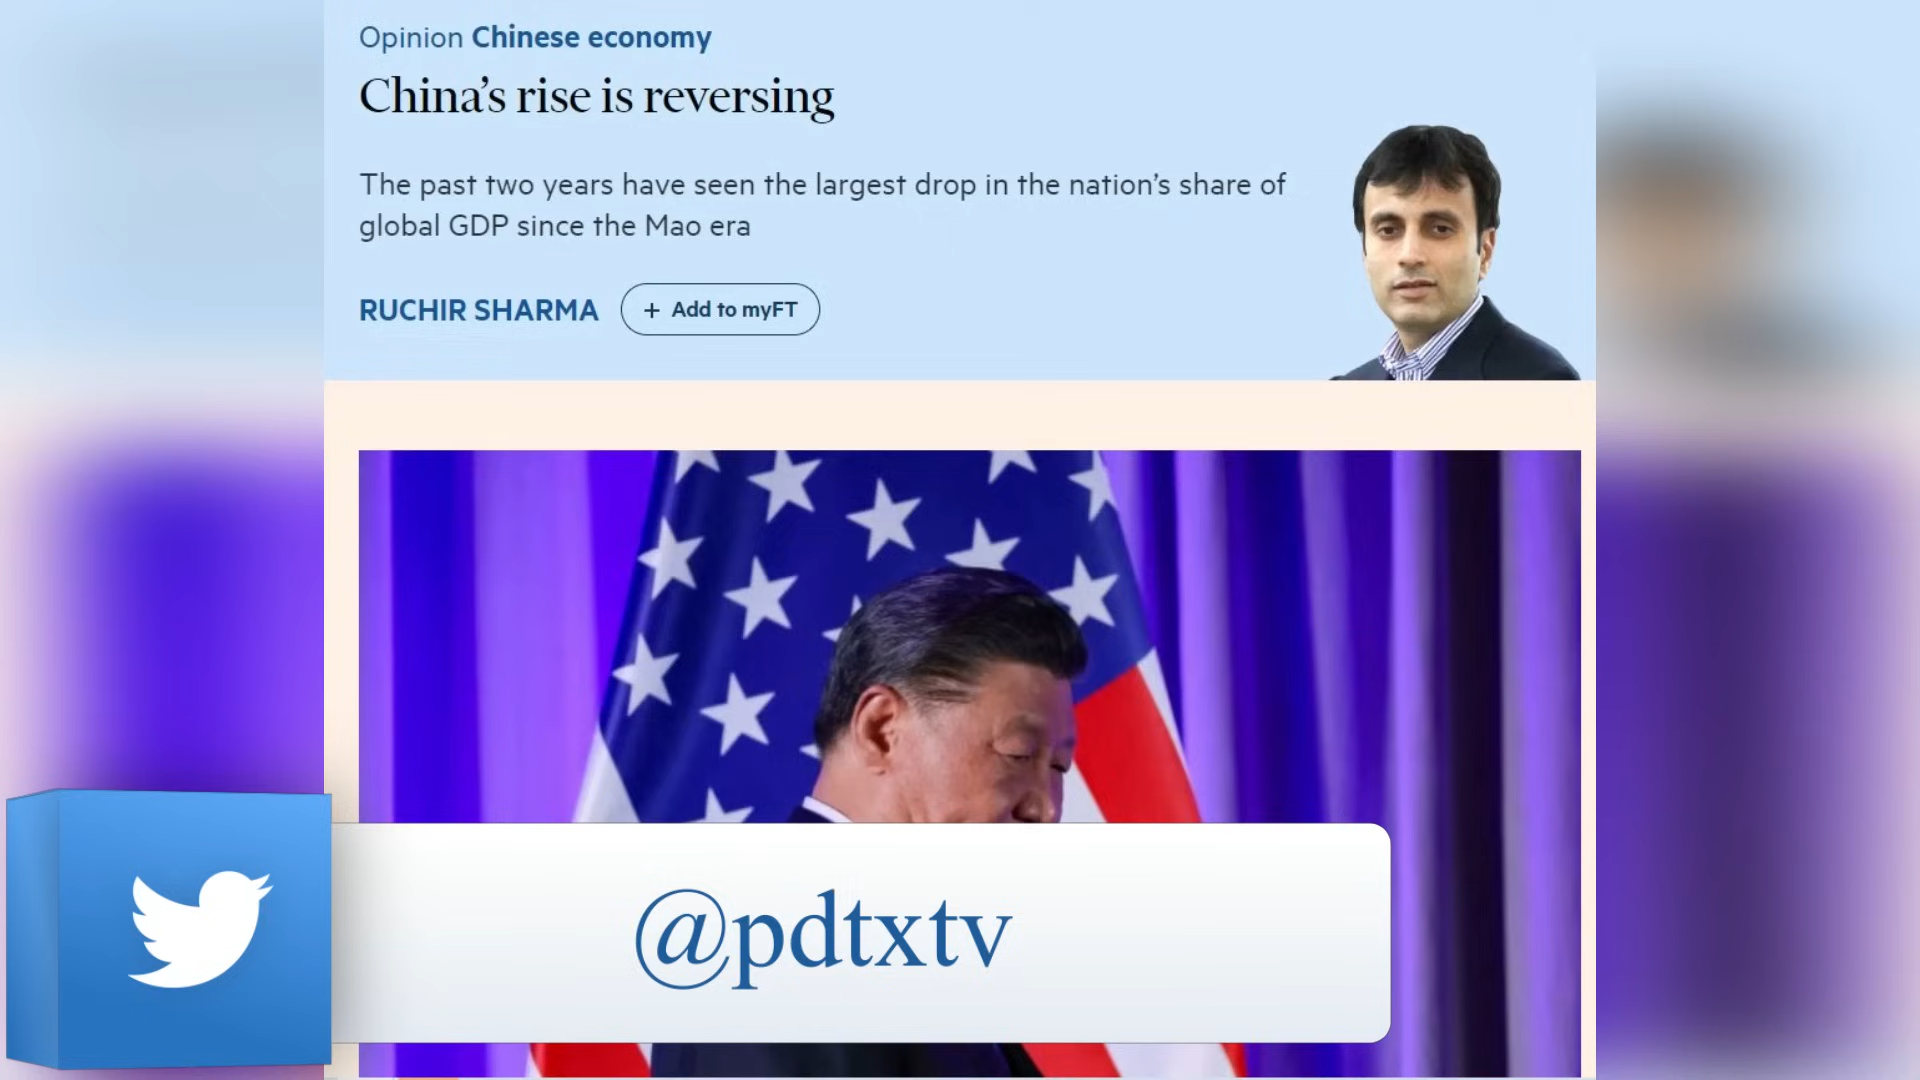 Opinion Chinese economy
China’s rise is reversing
The past two years have seen the largest drop in the nation’s share of
global GDP since the Mao era
RUCHIR SHARMA + Add to myFT
@pdtxtv